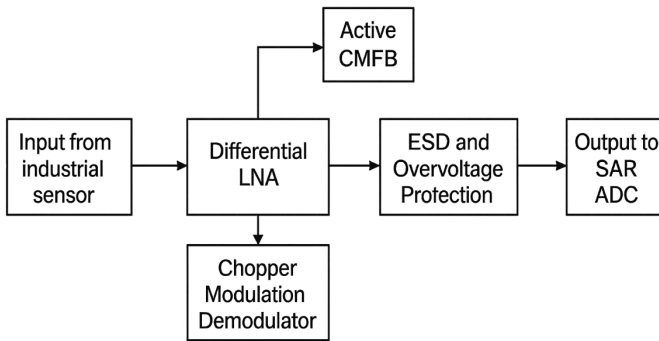 Active
CMFB
Input from
industrial
sensor
Differential
LNA
ESD and
Overvoltage
Protection
Output to
SAR
ADC
Chopper
Modulation
Demodulator